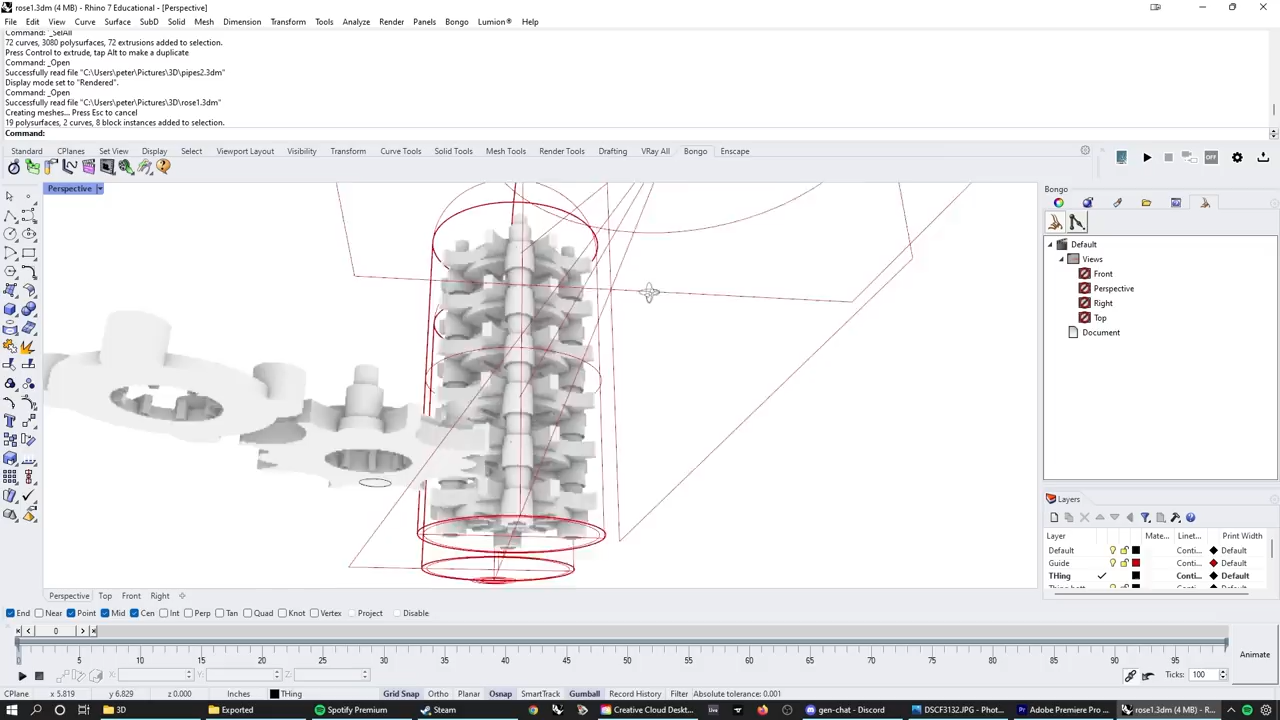 rose1.3dm (4 MB) - Rhino 7 Educational - [Perspective]
File Edit View Curve Surface SubD Solid Mesh Dimension Transform Tools Analyze Render Panels Bongo Lumion® Help
Command: _SelAll
72 curves, 3080 polysurfaces, 72 extrusions added to selection.
Press Control to extrude, tap Alt to make a duplicate
Command: _Open
Successfully read file "C:\Users\peter\Pictures\3D\pipes2.3dm"
Display mode set to "Rendered".
Command: _Open
Successfully read file "C:\Users\peter\Pictures\3D\rose1.3dm"
Creating meshes... Press Esc to cancel
19 polysurfaces, 2 curves, 8 block instances added to selection.
Command:
Standard CPlanes Set View Display Select Viewport Layout Visibility Transform Curve Tools Solid Tools Mesh Tools Render Tools Drafting VRay All Bongo Enscape
OFF
Perspective
Bongo
Default
Views
Front
Perspective
Right
Top
Document
Layers
Layer Mate... Linet... Print Width
Default Conti... Default
Guide Conti... Default
THing Conti... Default
Perspective Top Front Right
End Near Point Mid Cen Int Perp Tan Quad Knot Vertex Project Disable
0
0 5 10 15 20 25 30 35 40 45 50 55 60 65 70 75 80 85 90 95
Animate
X: Y: Z: Ticks: 100
CPlane x 5.819 y 6.829 z 0.000 Inches THing Grid Snap Ortho Planar Osnap SmartTrack Gumball Record History Filter Absolute tolerance: 0.001
3D Exported Spotify Premium Steam Creative Cloud Desk... gen-chat - Discord DSCF3132.JPG - Phot... Adobe Premiere Pro ... rose1.3dm (4 MB) - R...